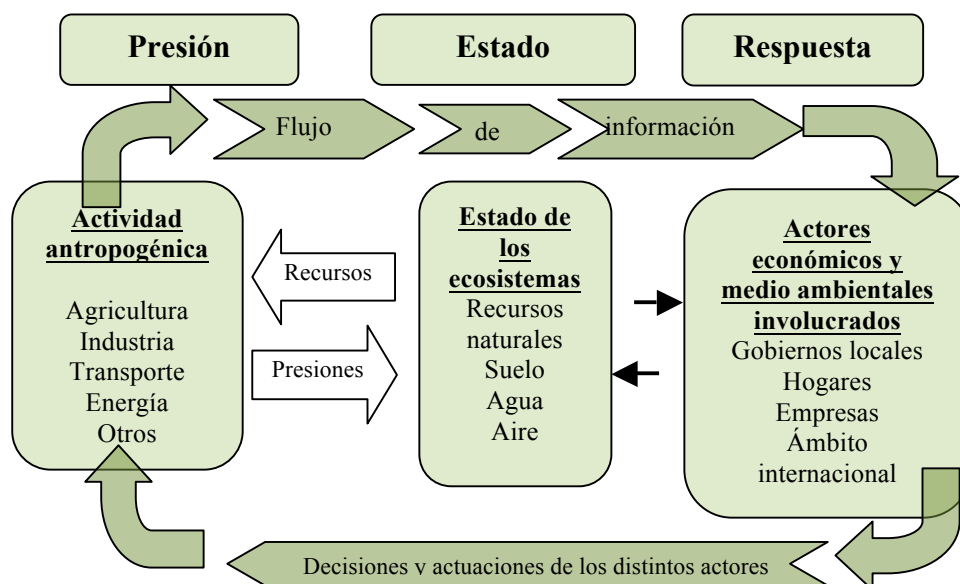 Presión
Estado
Respuesta
Flujo
de
información
Actividad
antropogénica
Agricultura
Industria
Transporte
Energía
Otros
Recursos
Presiones
Estado de
los
ecosistemas
Recursos
naturales
Suelo
Agua
Aire
Actores
económicos y
medio ambientales
involucrados
Gobiernos locales
Hogares
Empresas
Ámbito
internacional
Decisiones y actuaciones de los distintos actores